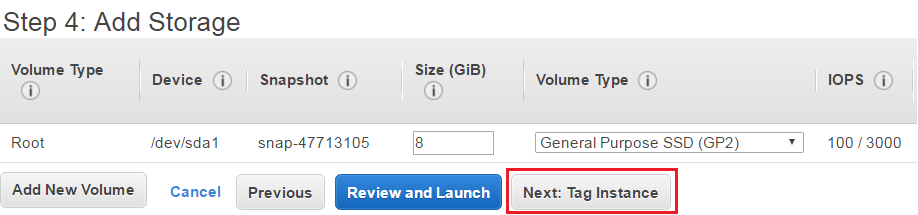 Step 4: Add Storage
Volume Type Device Snapshot Size (GiB) Volume Type IOPS
Root /dev/sda1 snap-47713105 8 General Purpose SSD (GP2) 100 / 3000
Add New Volume Cancel Previous Review and Launch Next: Tag Instance